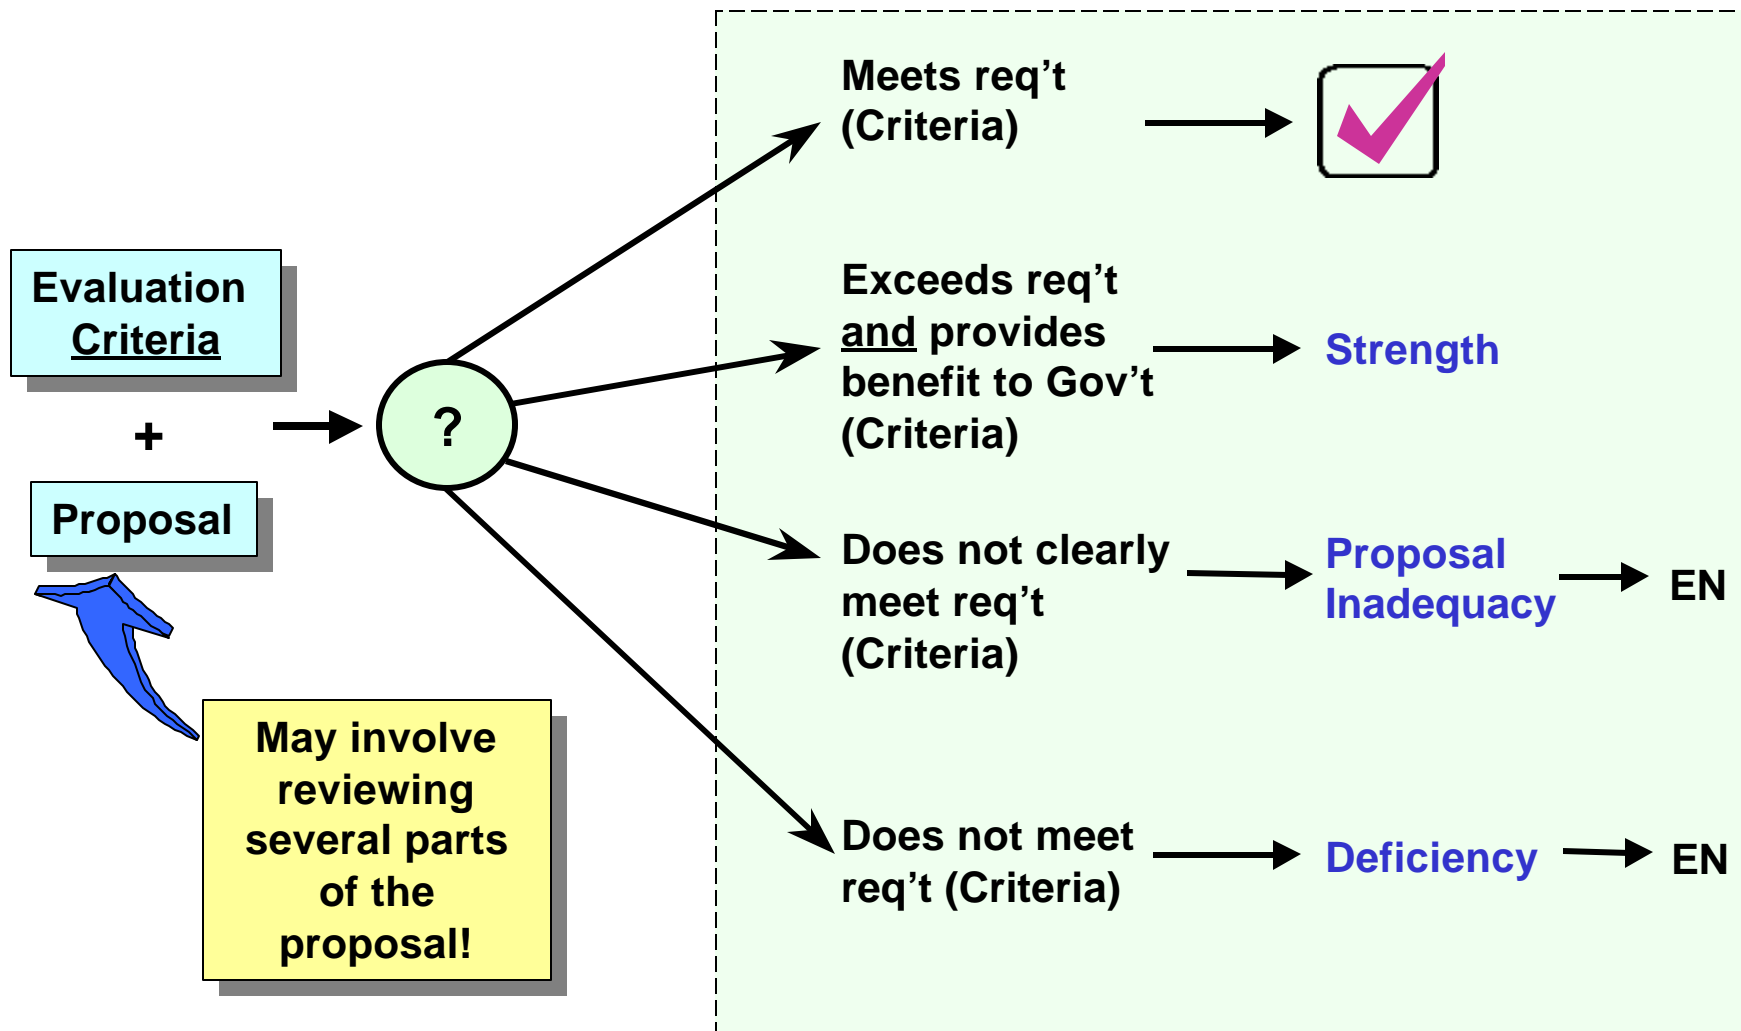 Evaluation
Criteria
+
Proposal
May involve
reviewing
several parts
of the
proposal!
?
Meets req’t
(Criteria)
Exceeds req’t
and provides
benefit to Gov’t
(Criteria)
Strength
Does not clearly
meet req’t
(Criteria)
Proposal
Inadequacy
EN
Does not meet
req’t (Criteria)
Deficiency
EN